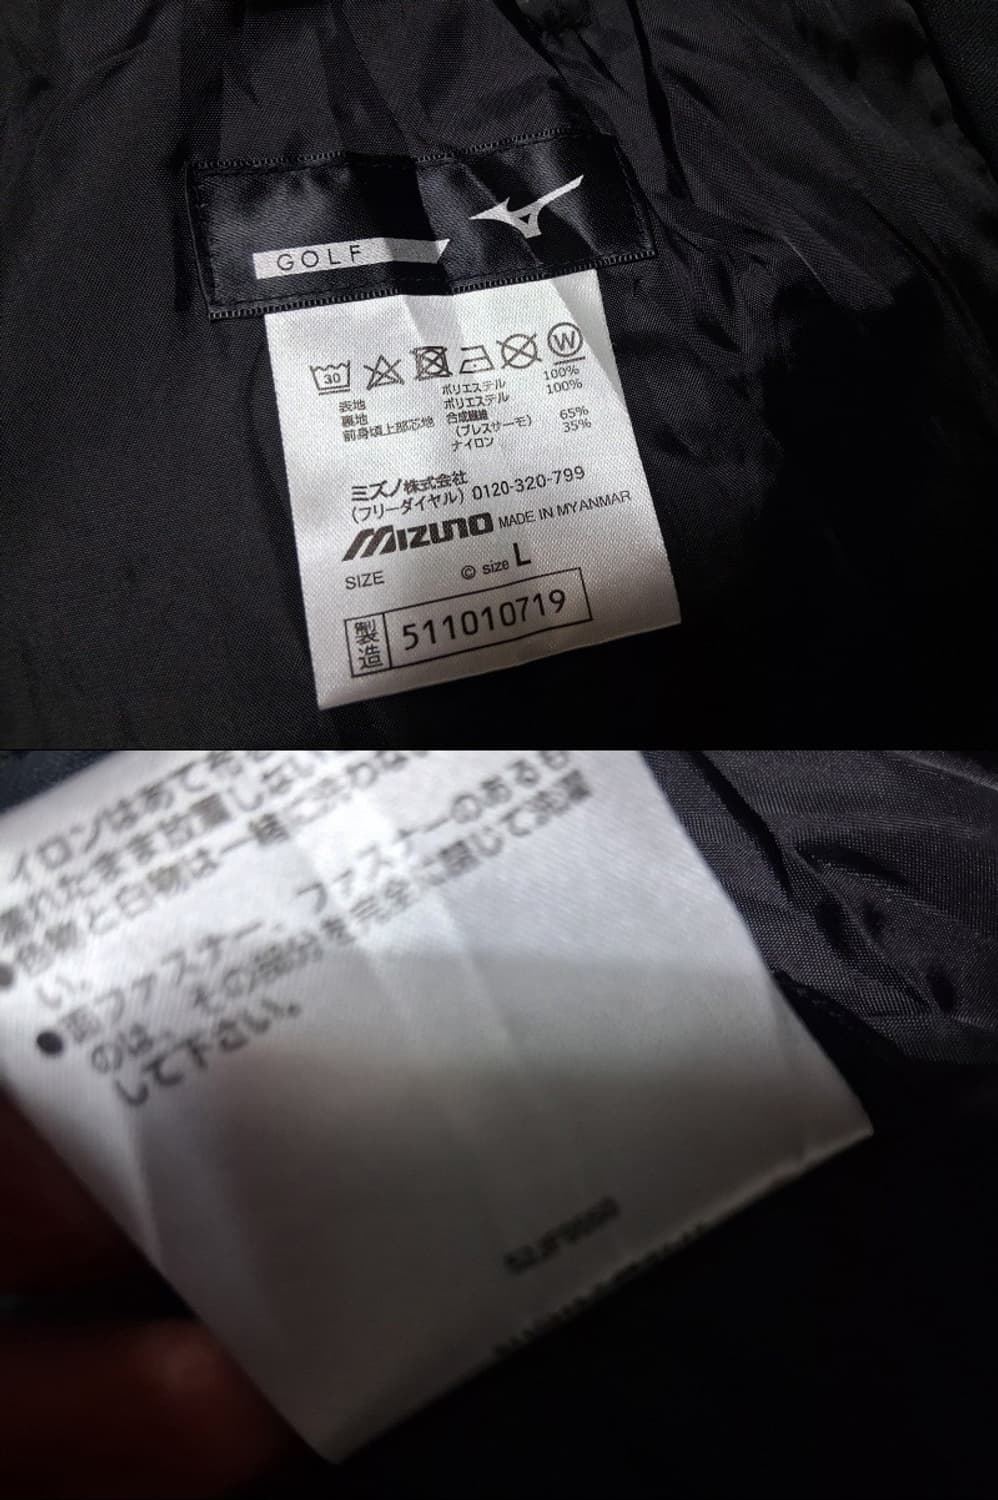 GOLF
30
W
表地 ポリエステル 100%
裏地 ポリエステル 100%
前身頃上部芯地 合成繊維 65%
(ブレスサーモ)
ナイロン 35%
ミズノ株式会社
(フリーダイヤル) 0120-320-799
MIZUNO MADE IN MYANMAR
SIZE © size L
製造 511010719
イロンはあて布
濡れたまま放置しない
●色物と白物は一緒に洗わな
い。
●面ファスナー、ファスナーのあるも
のは、その部分を完全に閉じて洗濯
して下さい。